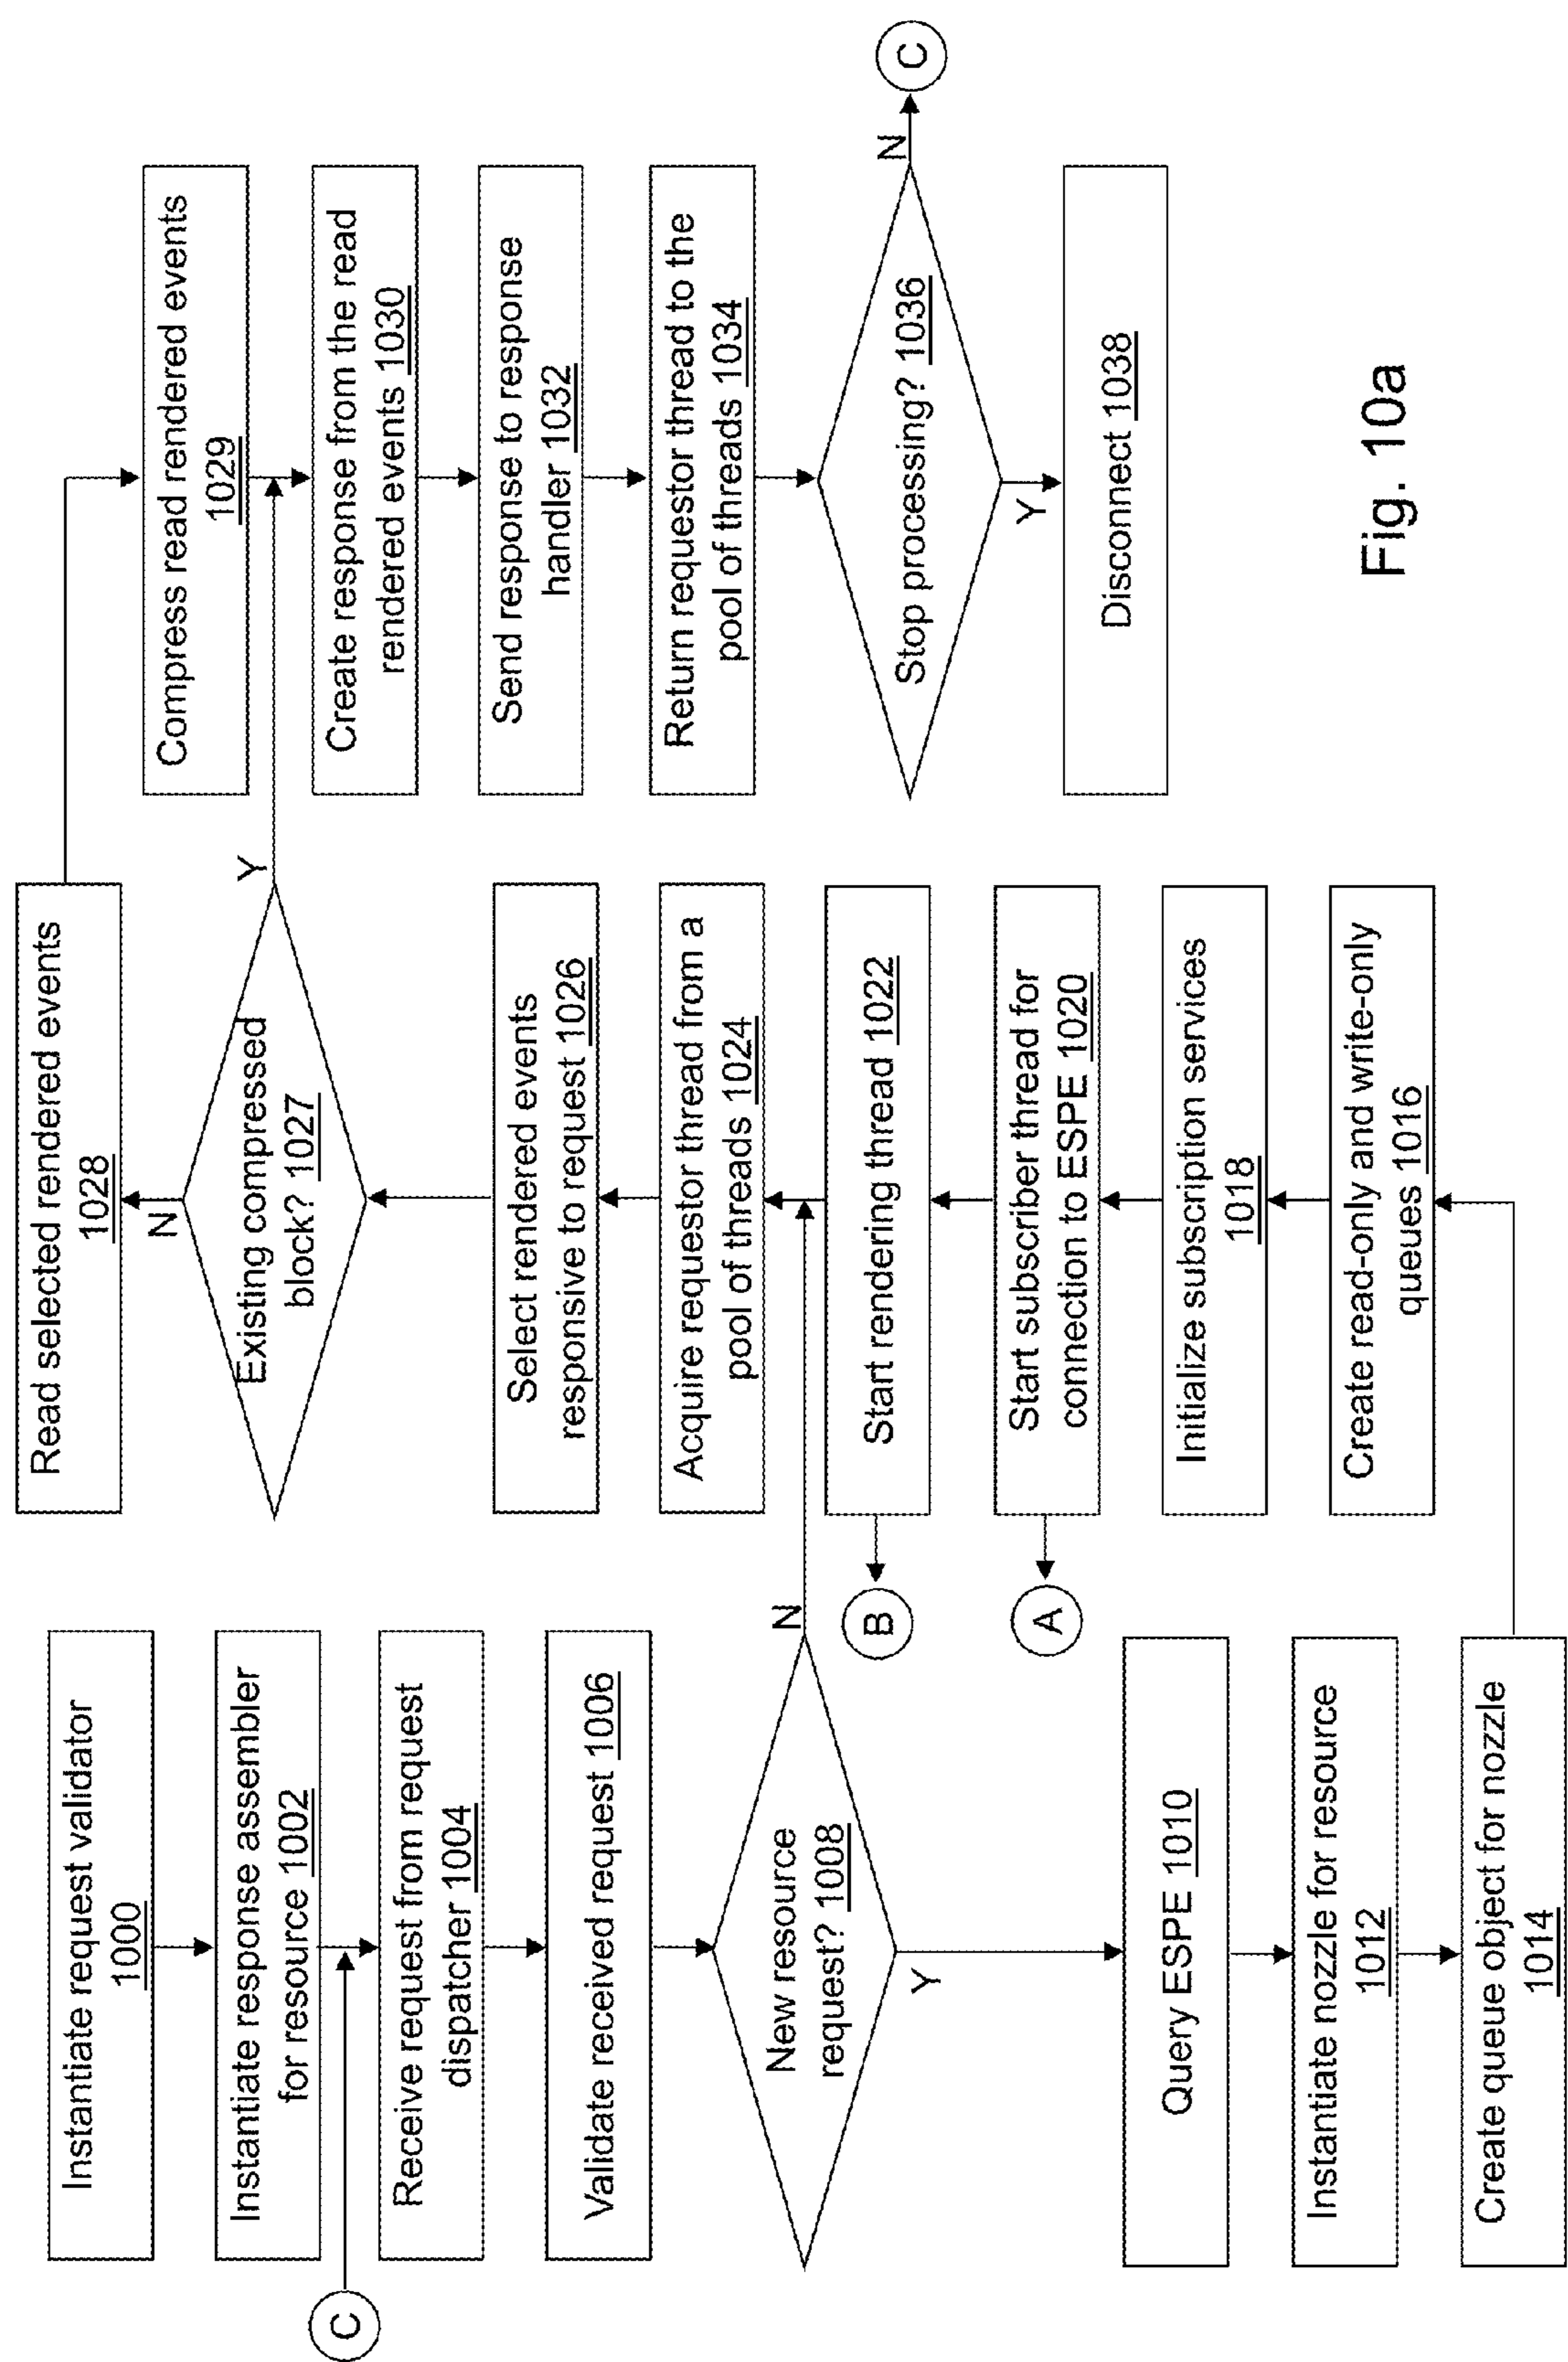 Instantiate request validator
1000
Instantiate response assembler
for resource 1002
C
Receive request from request
dispatcher 1004
Validate received request 1006
New resource
request? 1008
N
Y
Query ESPE 1010
Instantiate nozzle for resource
1012
Create queue object for nozzle
1014
Read selected rendered events
1028
N
Existing compressed
block? 1027
Y
Select rendered events
responsive to request 1026
Acquire requestor thread from a
pool of threads 1024
Start rendering thread 1022
B
Start subscriber thread for
connection to ESPE 1020
A
Initialize subscription services
1018
Create read-only and write-only
queues 1016
Compress read rendered events
1029
Create response from the read
rendered events 1030
Send response to response
handler 1032
Return requestor thread to the
pool of threads 1034
Stop processing? 1036
N
C
Y
Disconnect 1038
Fig. 10a